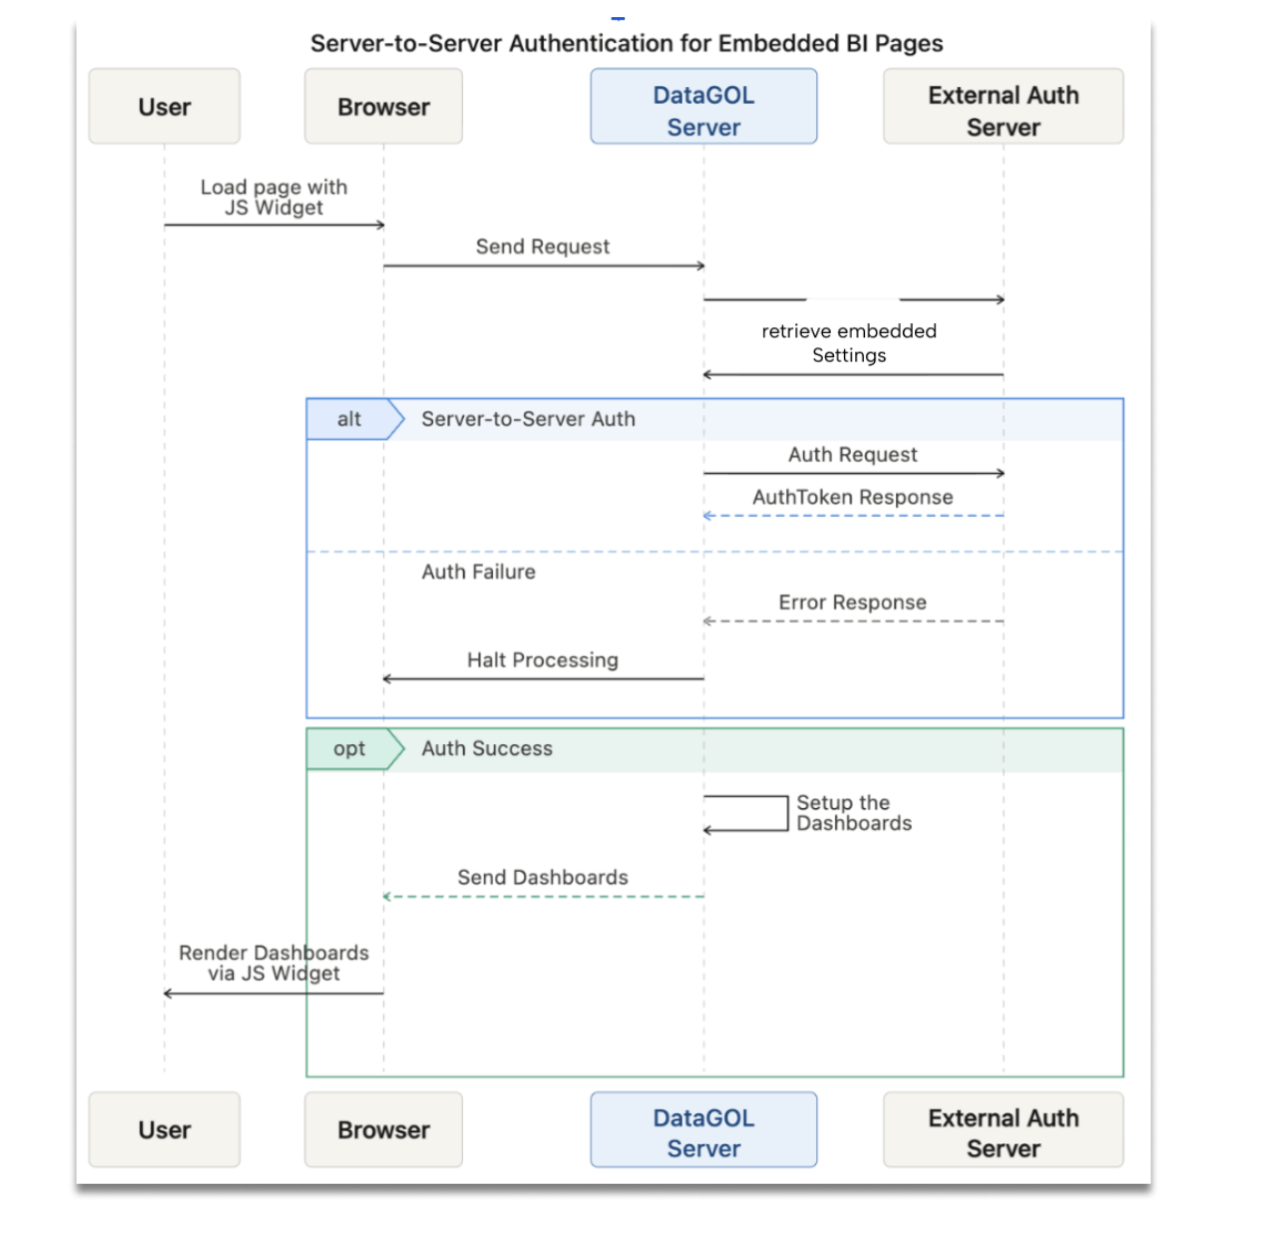 Server-to-Server Authentication for Embedded BI Pages
User
Browser
DataGOL
Server
External Auth
Server
Load page with
JS Widget
Send Request
retrieve embedded
Settings
alt
Server-to-Server Auth
Auth Request
AuthToken Response
Auth Failure
Error Response
Halt Processing
opt
Auth Success
Setup the
Dashboards
Send Dashboards
Render Dashboards
via JS Widget
User
Browser
DataGOL
Server
External Auth
Server